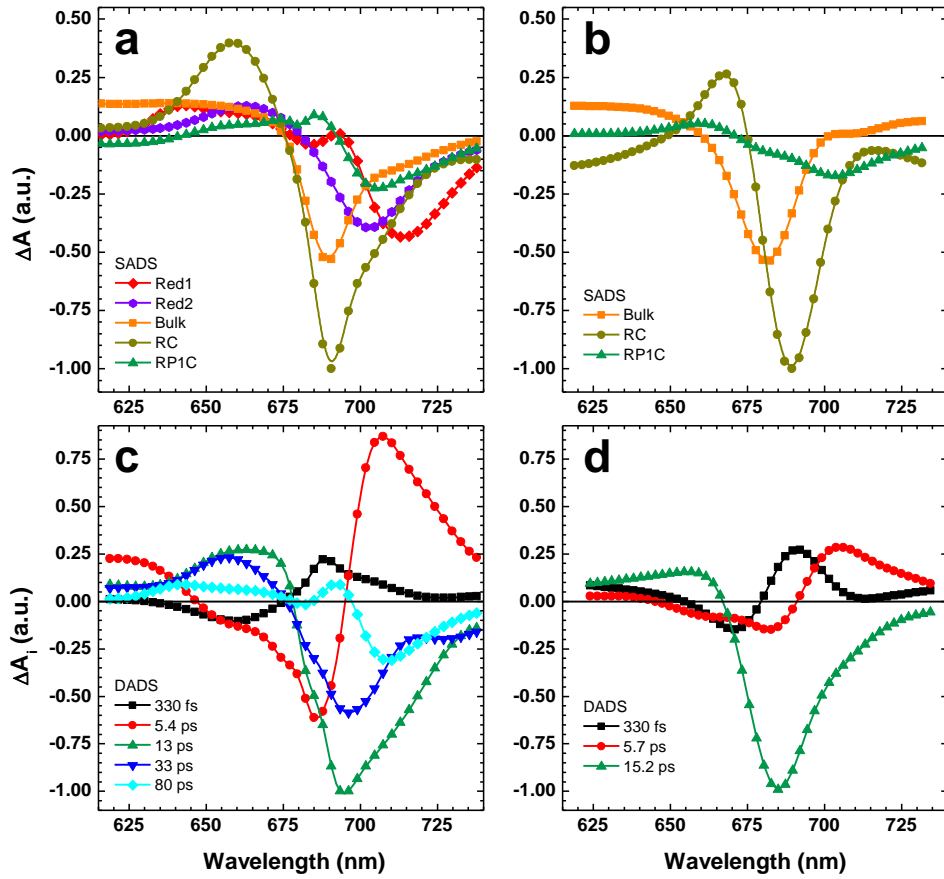 a
b
0.50
0.25
0.00
-0.25
-0.50
-0.75
-1.00
ΔA (a.u.)
SADS
Red1
Red2
Bulk
RC
RP1C
625 650 675 700 725
0.50
0.25
0.00
-0.25
-0.50
-0.75
-1.00
SADS
Bulk
RC
RP1C
625 650 675 700 725
c
d
0.75
0.50
0.25
0.00
-0.25
-0.50
-0.75
-1.00
ΔAi (a.u.)
DADS
330 fs
5.4 ps
13 ps
33 ps
80 ps
625 650 675 700 725
Wavelength (nm)
0.75
0.50
0.25
0.00
-0.25
-0.50
-0.75
-1.00
DADS
330 fs
5.7 ps
15.2 ps
625 650 675 700 725
Wavelength (nm)